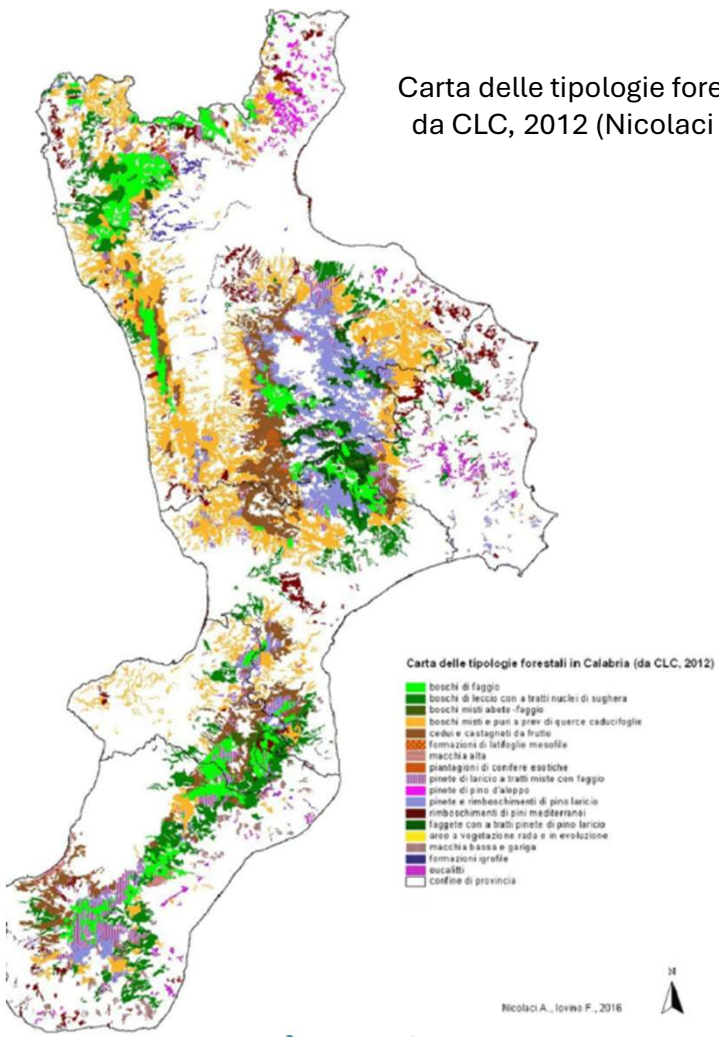 Carta delle tipologie fore
da CLC, 2012 (Nicolaci
Carta delle tipologie forestali in Calabria (da CLC, 2012)
boschi di faggio
boschi di leccio con a tratti nuclei di sughera
boschi misti abete-faggio
boschi misti e puri a prev di querce caducifoglie
cedui e castagneti da frutto
formazioni di latifoglie mesofile
macchia alta
piantagioni di conifere esotiche
pinete di laricio a tratti miste con faggio
pinete di pino d'aleppo
pinete e rimboschimenti di pino laricio
rimboschimenti di pini mediterranei
faggete con a tratti pinete di pino laricio
aree a vegetazione rada e in evoluzione
macchia bassa e gariga
formazioni igrofile
eucalitti
confine di provincia
N
Nicolaci A., Iovino F., 2016